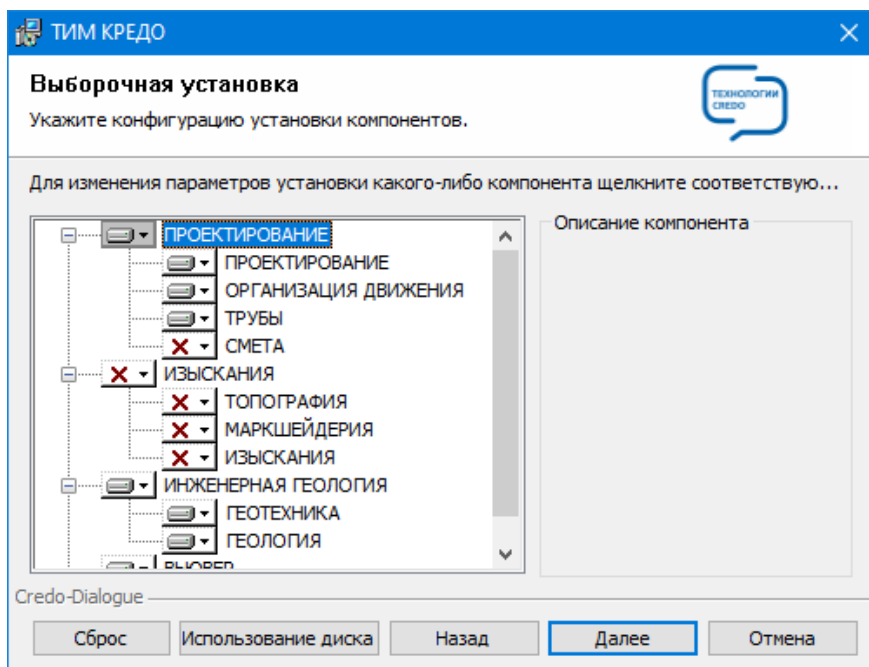 ТИМ КРЕДО
Выборочная установка
ТЕХНОЛОГИИ
CREDO
Укажите конфигурацию установки компонентов.
Для изменения параметров установки какого-либо компонента щелкните соответствую...
Описание компонента
ПРОЕКТИРОВАНИЕ
ПРОЕКТИРОВАНИЕ
ОРГАНИЗАЦИЯ ДВИЖЕНИЯ
ТРУБЫ
СМЕТА
ИЗЫСКАНИЯ
ТОПОГРАФИЯ
МАРКШЕЙДЕРИЯ
ИЗЫСКАНИЯ
ИНЖЕНЕРНАЯ ГЕОЛОГИЯ
ГЕОТЕХНИКА
ГЕОЛОГИЯ
ВЬЮВЕР
Credo-Dialogue
Сброс Использование диска Назад Далее Отмена